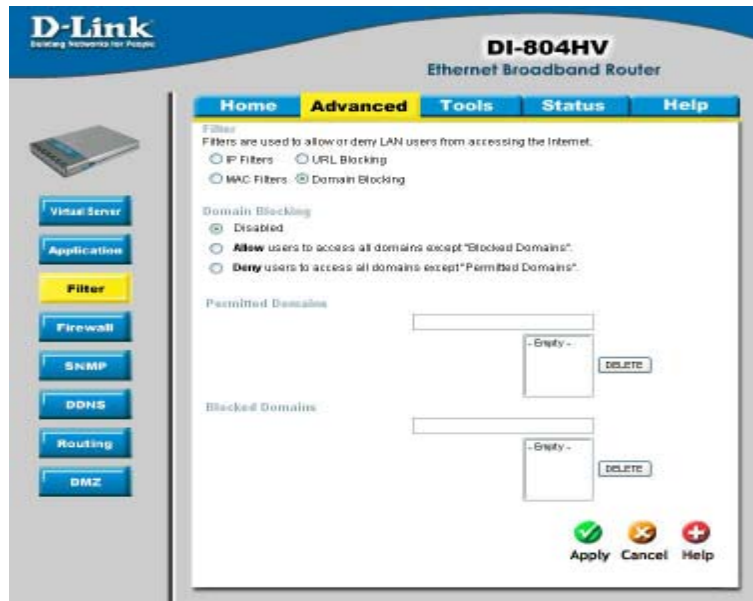 D-Link
Building Networks for People
DI-804HV
Ethernet Broadband Router
Home Advanced Tools Status Help
Filter
Filters are used to allow or deny LAN users from accessing the Internet.
IP Filters URL Blocking
MAC Filters Domain Blocking
Domain Blocking
Disabled
Allow users to access all domains except "Blocked Domains".
Deny users to access all domains except "Permitted Domains".
Permitted Domains
- Empty -
DELETE
Blocked Domains
- Empty -
DELETE
Apply Cancel Help
Virtual Server
Application
Filter
Firewall
SNMP
DDNS
Routing
DMZ